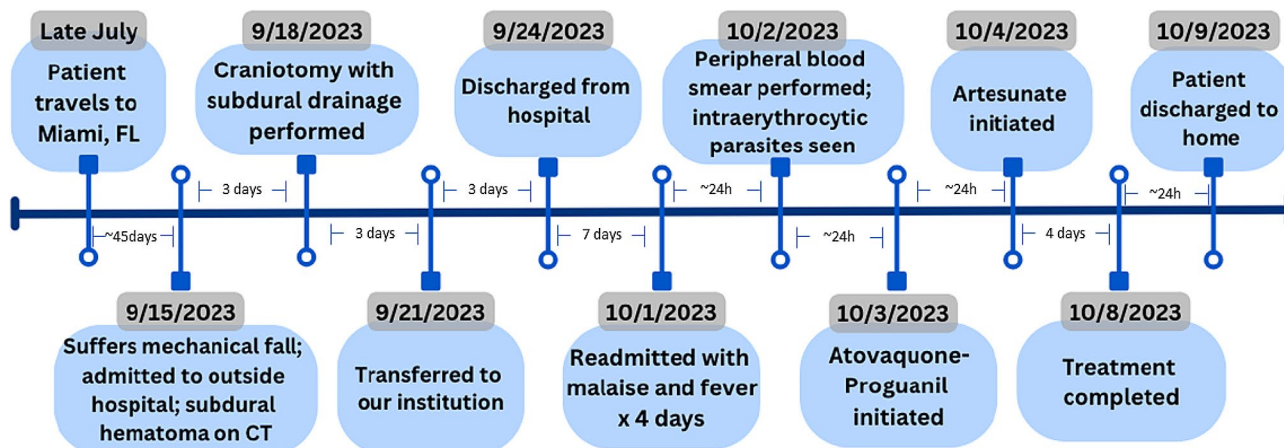 Late July
Patient
travels to
Miami, FL
9/18/2023
Craniotomy with
subdural drainage
performed
9/24/2023
Discharged from
hospital
10/2/2023
Peripheral blood
smear performed;
intraerythrocytic
parasites seen
10/4/2023
Artesunate
initiated
10/9/2023
Patient
discharged to
home
3 days
3 days
~24h
~24h
~24h
~45days
3 days
7 days
~24h
4 days
9/15/2023
Suffers mechanical fall;
admitted to outside
hospital; subdural
hematoma on CT
9/21/2023
Transferred to
our institution
10/1/2023
Readmitted with
malaise and fever
x 4 days
10/3/2023
Atovaquone-
Proguanil
initiated
10/8/2023
Treatment
completed